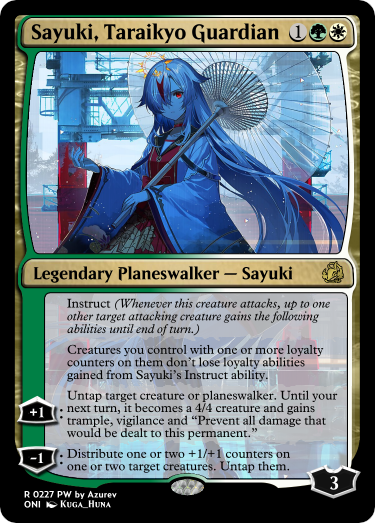 Sayuki, Taraikyo Guardian 1
Legendary Planeswalker — Sayuki
Instruct (Whenever this creature attacks, up to one
other target attacking creature gains the following
abilities until end of turn.)
Creatures you control with one or more loyalty
counters on them don't lose loyalty abilities
gained from Sayuki's Instruct ability.
Untap target creature or planeswalker. Until your
next turn, it becomes a 4/4 creature and gains
+1: trample, vigilance and “Prevent all damage that
would be dealt to this permanent.”
-1: Distribute one or two +1/+1 counters on
one or two target creatures. Untap them.
3
R 0227 PW by Azurev
ONI Kuga_Huna